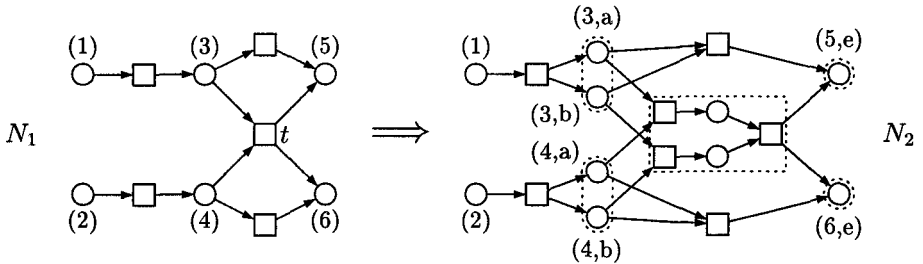 (1) (3) (5)
N₁
t
(2) (4) (6)
⟹
(1) (3,a) (5,e)
(3,b)
N₂
(4,a)
(2) (4,b) (6,e)